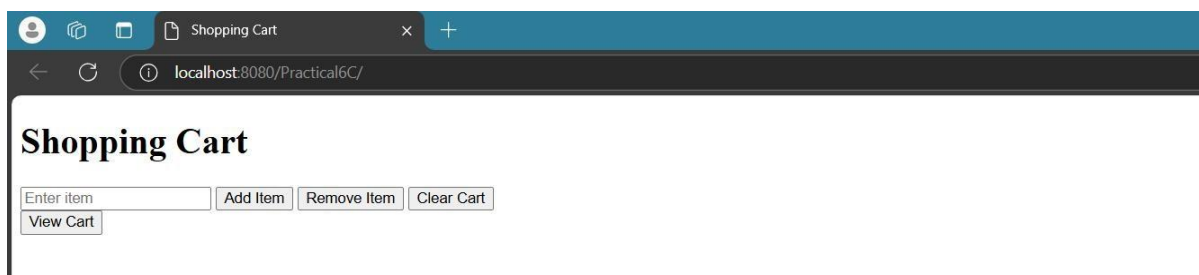 Shopping Cart
localhost:8080/Practical6C/
Shopping Cart
Enter item Add Item Remove Item Clear Cart
View Cart